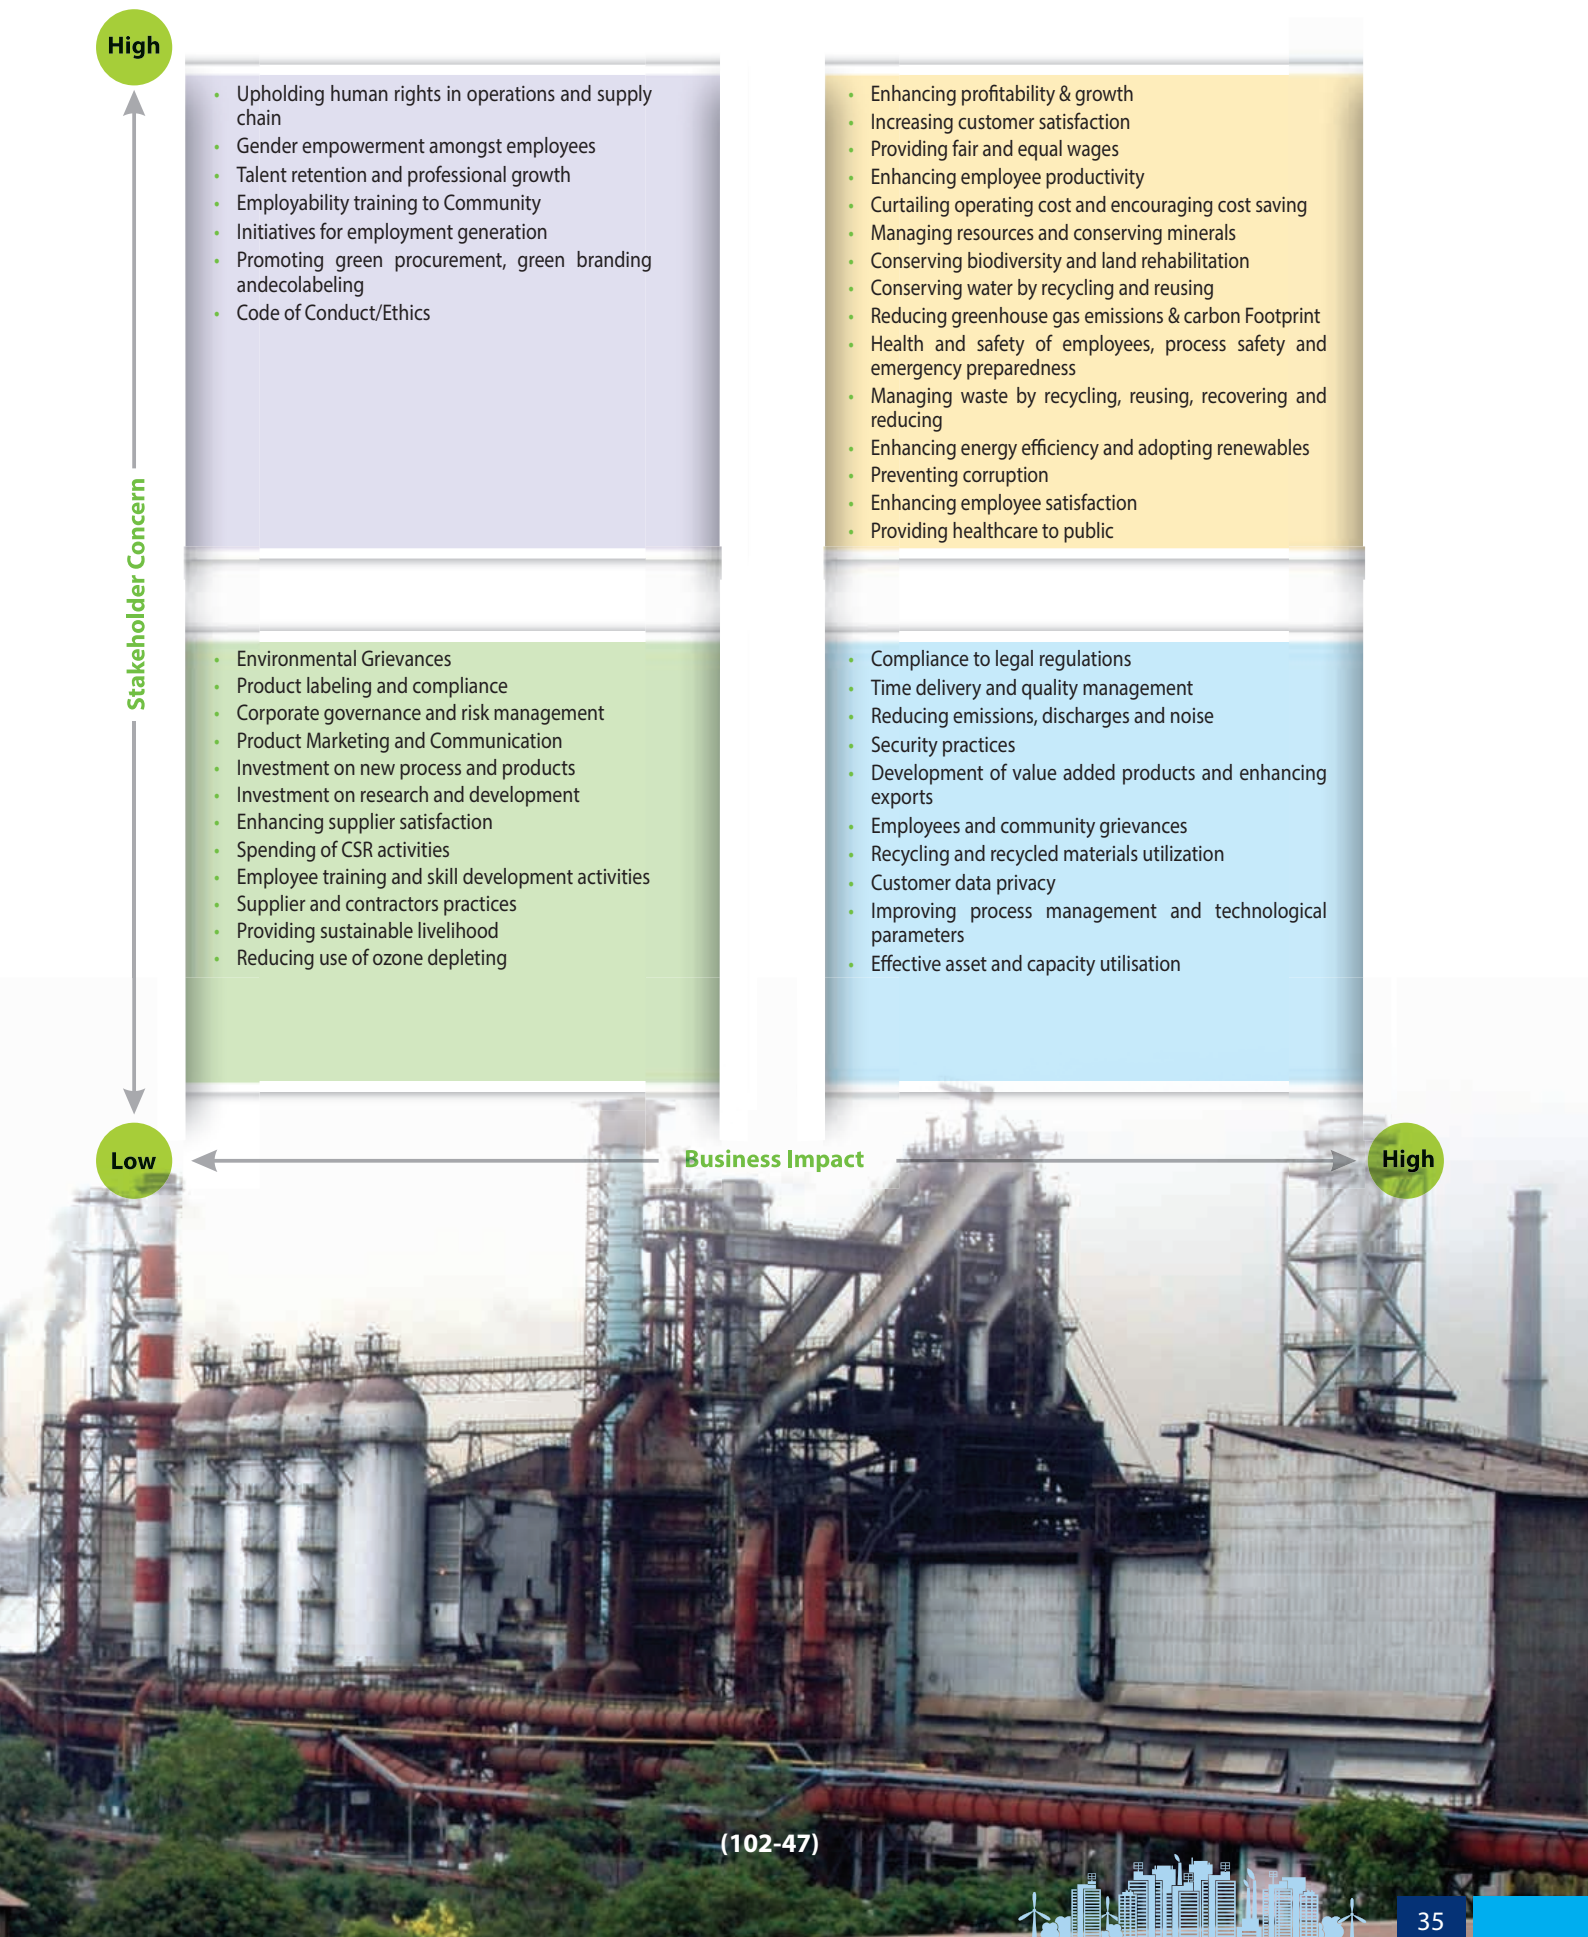 High
Upholding human rights in operations and supply
chain
Gender empowerment amongst employees
Talent retention and professional growth
Employability training to Community
Initiatives for employment generation
Promoting green procurement, green branding
andecolabeling
Code of Conduct/Ethics
Enhancing profitability & growth
Increasing customer satisfaction
Providing fair and equal wages
Enhancing employee productivity
Curtailing operating cost and encouraging cost saving
Managing resources and conserving minerals
Conserving biodiversity and land rehabilitation
Conserving water by recycling and reusing
Reducing greenhouse gas emissions & carbon Footprint
Health and safety of employees, process safety and
emergency preparedness
Managing waste by recycling, reusing, recovering and
reducing
Enhancing energy efficiency and adopting renewables
Preventing corruption
Enhancing employee satisfaction
Providing healthcare to public
Stakeholder Concern
Environmental Grievances
Product labeling and compliance
Corporate governance and risk management
Product Marketing and Communication
Investment on new process and products
Investment on research and development
Enhancing supplier satisfaction
Spending of CSR activities
Employee training and skill development activities
Supplier and contractors practices
Providing sustainable livelihood
Reducing use of ozone depleting
Compliance to legal regulations
Time delivery and quality management
Reducing emissions, discharges and noise
Security practices
Development of value added products and enhancing
exports
Employees and community grievances
Recycling and recycled materials utilization
Customer data privacy
Improving process management and technological
parameters
Effective asset and capacity utilisation
Low
Business Impact
High
(102-47)
35